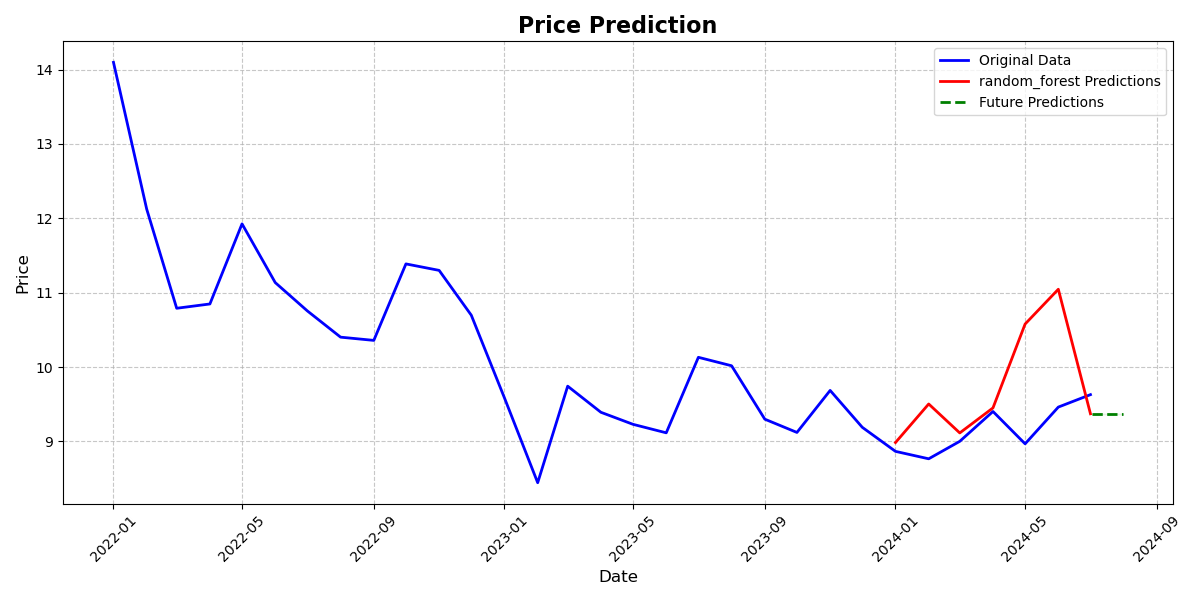 Price Prediction
Original Data
random_forest Predictions
Future Predictions
Price
14
13
12
11
10
9
2022-01
2022-05
2022-09
2023-01
2023-05
2023-09
2024-01
2024-05
2024-09
Date